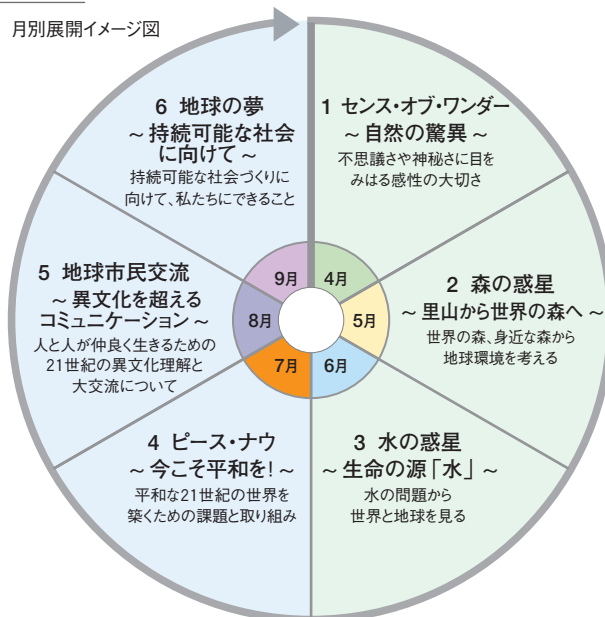 月別展開イメージ図
1 センス・オブ・ワンダー
~ 自然の驚異 ~
不思議さや神秘さに目を
みはる感性の大切さ
2 森の惑星
~ 里山から世界の森へ ~
世界の森、身近な森から
地球環境を考える
3 水の惑星
~ 生命の源「水」 ~
水の問題から
世界と地球を見る
4 ピース・ナウ
~ 今こそ平和を! ~
平和な21世紀の世界を
築くための課題と取り組み
5 地球市民交流
~ 異文化を超える
コミュニケーション ~
人と人が仲良く生きるための
21世紀の異文化理解と
大交流について
6 地球の夢
~ 持続可能な社会
に向けて ~
持続可能な社会づくりに
向けて、私たちにできること
4月
5月
6月
7月
8月
9月